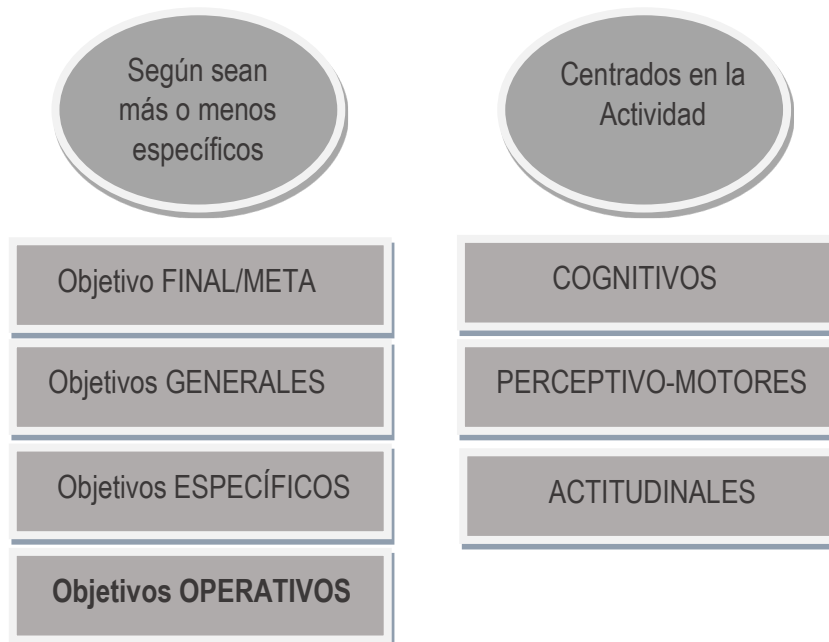 Según sean
más o menos
específicos
Objetivo FINAL/META
Objetivos GENERALES
Objetivos ESPECÍFICOS
Objetivos OPERATIVOS
Centrados en la
Actividad
COGNITIVOS
PERCEPTIVO-MOTORES
ACTITUDINALES